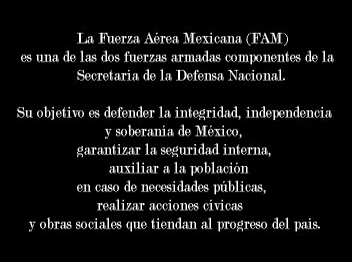 La Fuerza Aérea Mexicana (FAM)
es una de las dos fuerzas armadas componentes de la
Secretaria de la Defensa Nacional.
Su objetivo es defender la integridad, independencia
y soberania de México,
garantizar la seguridad interna,
auxiliar a la población
en caso de necesidades públicas,
realizar acciones cívicas
y obras sociales que tiendan al progreso del país.